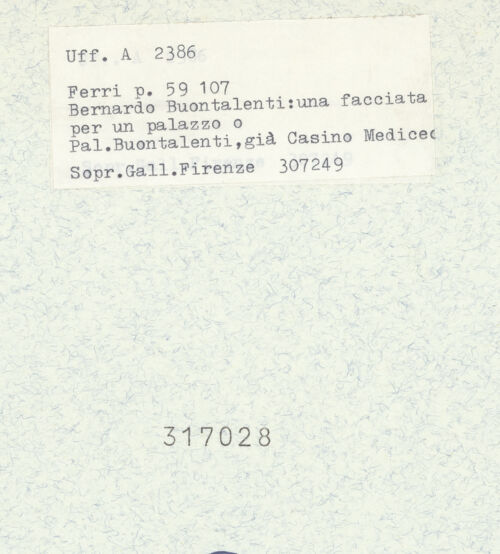 Uff. A 2386
Ferri p. 59 107
Bernardo Buontalenti:una facciata
per un palazzo o
Pal.Buontalenti,già Casino Medicec
Sopr.Gall.Firenze 307249
317028